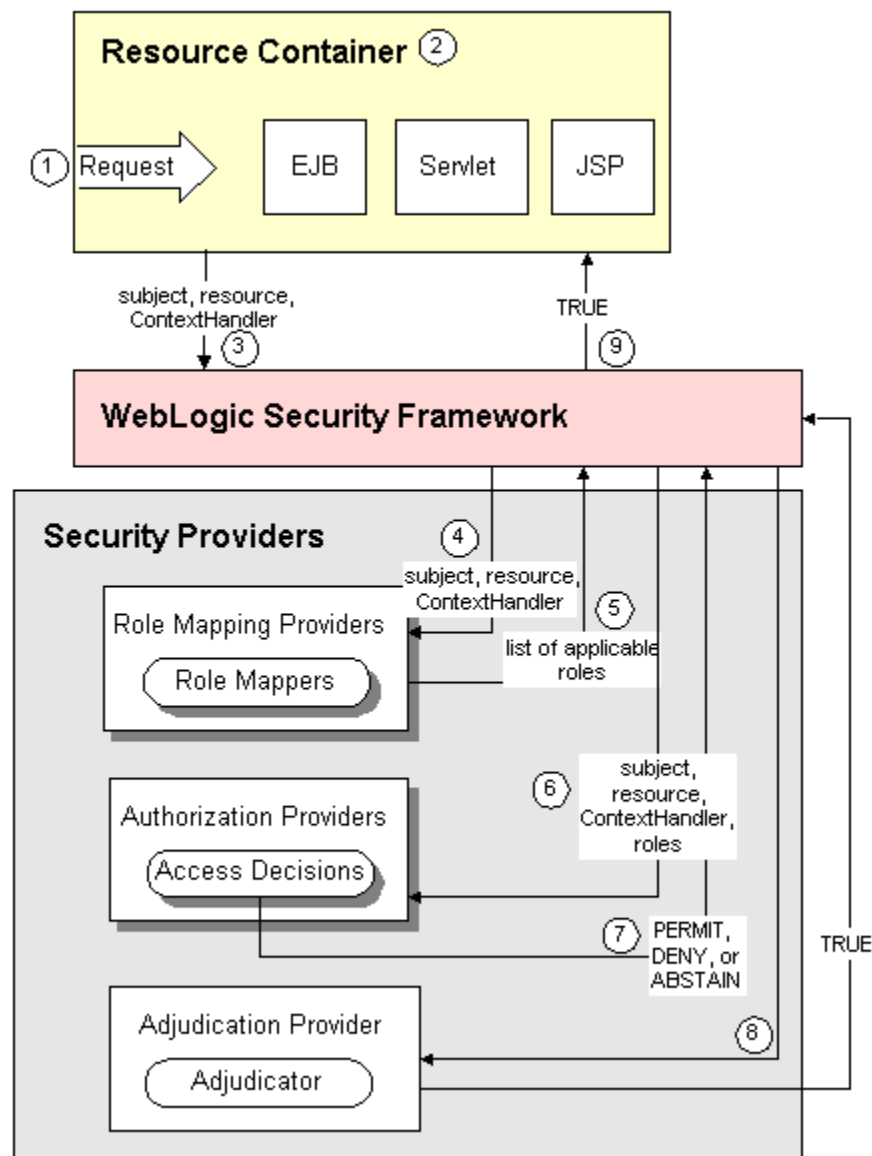 Resource Container 2
1 Request
EJB
Servlet
JSP
subject, resource,
ContextHandler
3
TRUE
9
WebLogic Security Framework
Security Providers
4
subject, resource,
ContextHandler
5
list of applicable
roles
Role Mapping Providers
Role Mappers
6
subject,
resource,
ContextHandler,
roles
Authorization Providers
Access Decisions
7
PERMIT,
DENY, or
ABSTAIN
TRUE
8
Adjudication Provider
Adjudicator